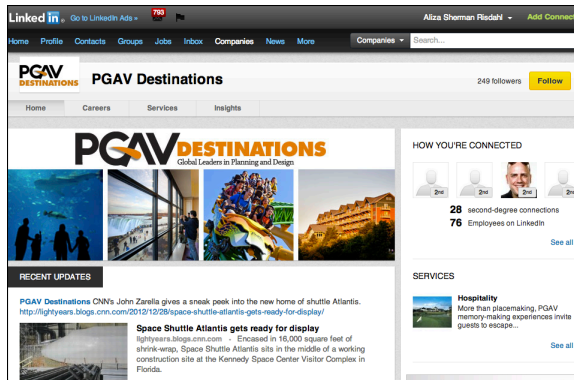 Linked in® Go to LinkedIn Ads » 793 Aliza Sherman Risdahl Add Connect
Home Profile Contacts Groups Jobs Inbox Companies News More Companies Search...
PGAV DESTINATIONS
PGAV Destinations
249 followers Follow
Home Careers Services Insights
PGAV DESTINATIONS
Global Leaders in Planning and Design
HOW YOU'RE CONNECTED
2nd 2nd 2nd 2nd
28 second-degree connections
76 Employees on LinkedIn
See all
RECENT UPDATES
PGAV Destinations CNN's John Zarella gives a sneak peek into the new home of shuttle Atlantis.
http://lightyears.blogs.cnn.com/2012/12/28/space-shuttle-atlantis-gets-ready-for-display/
Space Shuttle Atlantis gets ready for display
lightyears.blogs.cnn.com - Encased in 16,000 square feet of
shrink-wrap, Space Shuttle Atlantis sits in the middle of a working
construction site at the Kennedy Space Center Visitor Complex in
Florida.
SERVICES
Hospitality
More than placemaking, PGAV
memory-making experiences invite
guests to escape...
See all